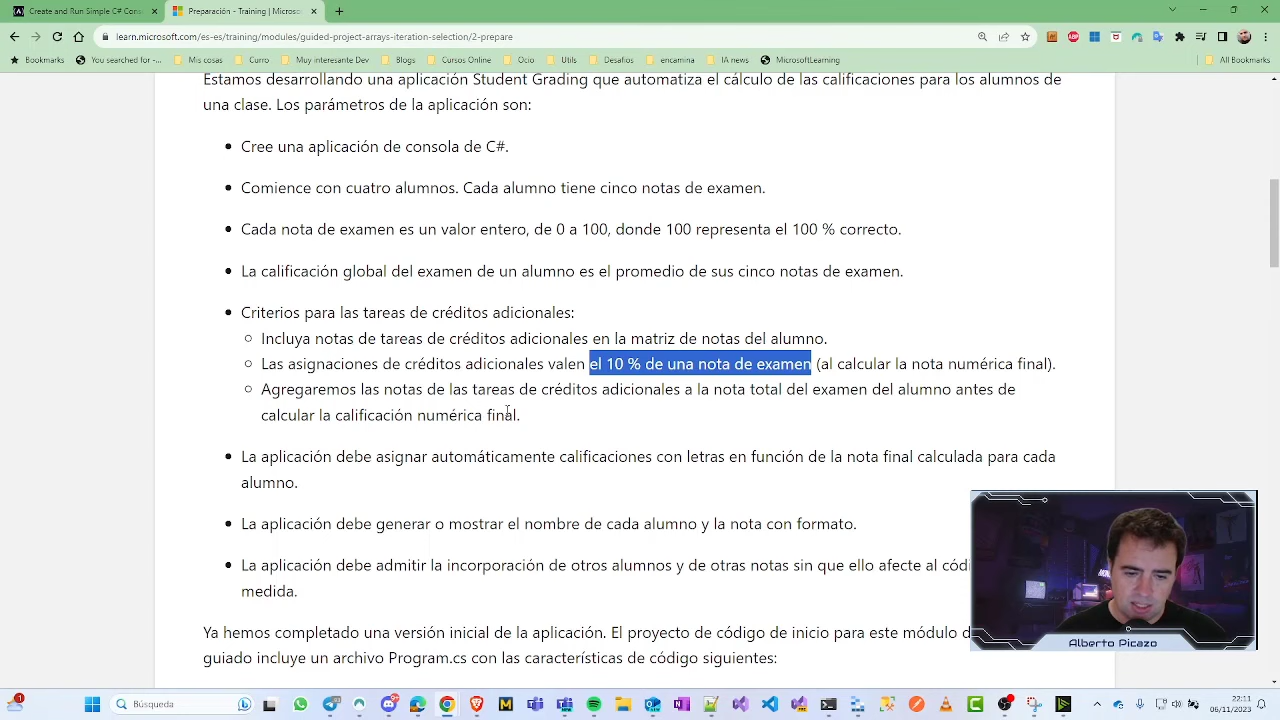 Create and Run Simple C# Cons
Preparación - Training | Microso
learn.microsoft.com/es-es/training/modules/guided-project-arrays-iteration-selection/2-prepare
Bookmarks
You searched for -...
Mis cosas
Curro
Muy interesante Dev
Blogs
Cursos Online
Ocio
Utils
Desafios
encamina
IA news
MicrosoftLearning
All Bookmarks
Estamos desarrollando una aplicación Student Grading que automatiza el cálculo de las calificaciones para los alumnos de
una clase. Los parámetros de la aplicación son:
Cree una aplicación de consola de C#.
Comience con cuatro alumnos. Cada alumno tiene cinco notas de examen.
Cada nota de examen es un valor entero, de 0 a 100, donde 100 representa el 100 % correcto.
La calificación global del examen de un alumno es el promedio de sus cinco notas de examen.
Criterios para las tareas de créditos adicionales:
Incluya notas de tareas de créditos adicionales en la matriz de notas del alumno.
Las asignaciones de créditos adicionales valen el 10 % de una nota de examen (al calcular la nota numérica final).
Agregaremos las notas de las tareas de créditos adicionales a la nota total del examen del alumno antes de
calcular la calificación numérica final.
La aplicación debe asignar automáticamente calificaciones con letras en función de la nota final calculada para cada
alumno.
La aplicación debe generar o mostrar el nombre de cada alumno y la nota con formato.
La aplicación debe admitir la incorporación de otros alumnos y de otras notas sin que ello afecte al códi
medida.
Ya hemos completado una versión inicial de la aplicación. El proyecto de código de inicio para este módulo d
guiado incluye un archivo Program.cs con las características de código siguientes:
Alberto Picazo
Búsqueda
22:11
06/11/2023